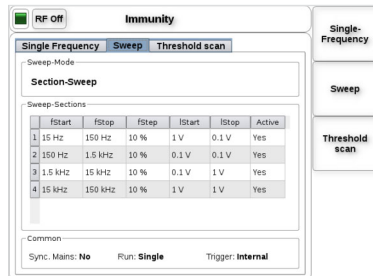 RF Off
Immunity
Single Frequency Sweep Threshold scan
Sweep-Mode
Section-Sweep
Sweep-Sections
fStart fStop fStep lStart lStop Active
1 15 Hz 150 Hz 10 % 1 V 0.1 V Yes
2 150 Hz 1.5 kHz 10 % 0.1 V 0.1 V Yes
3 1.5 kHz 15 kHz 10 % 0.1 V 1 V Yes
4 15 kHz 150 kHz 10 % 1 V 1 V Yes
Common
Sync. Mains: No Run: Single Trigger: Internal
Single-
Frequency
Sweep
Threshold
scan